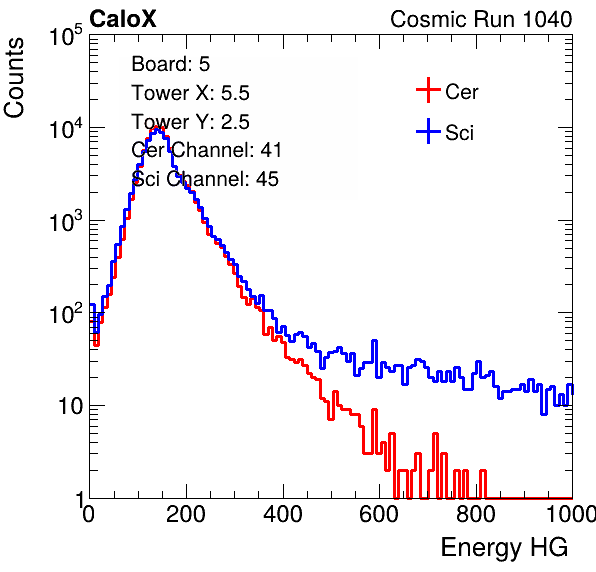 CaloX
Cosmic Run 1040
Counts
Energy HG
Board: 5
Tower X: 5.5
Tower Y: 2.5
Cer Channel: 41
Sci Channel: 45
Cer
Sci
10^5
10^4
10^3
10^2
10
1
0 200 400 600 800 1000